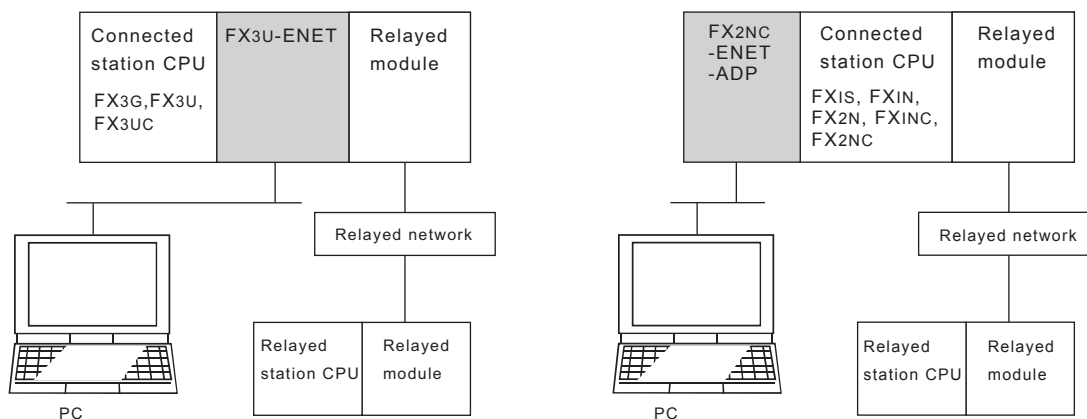 Connected
station CPU
FX3G,FX3U,
FX3UC
FX3U-ENET
Relayed
module
Relayed network
Relayed
station CPU
Relayed
module
PC
FX2NC
-ENET
-ADP
Connected
station CPU
FX1S, FX1N,
FX2N, FX1NC,
FX2NC
Relayed
module
Relayed network
Relayed
station CPU
Relayed
module
PC